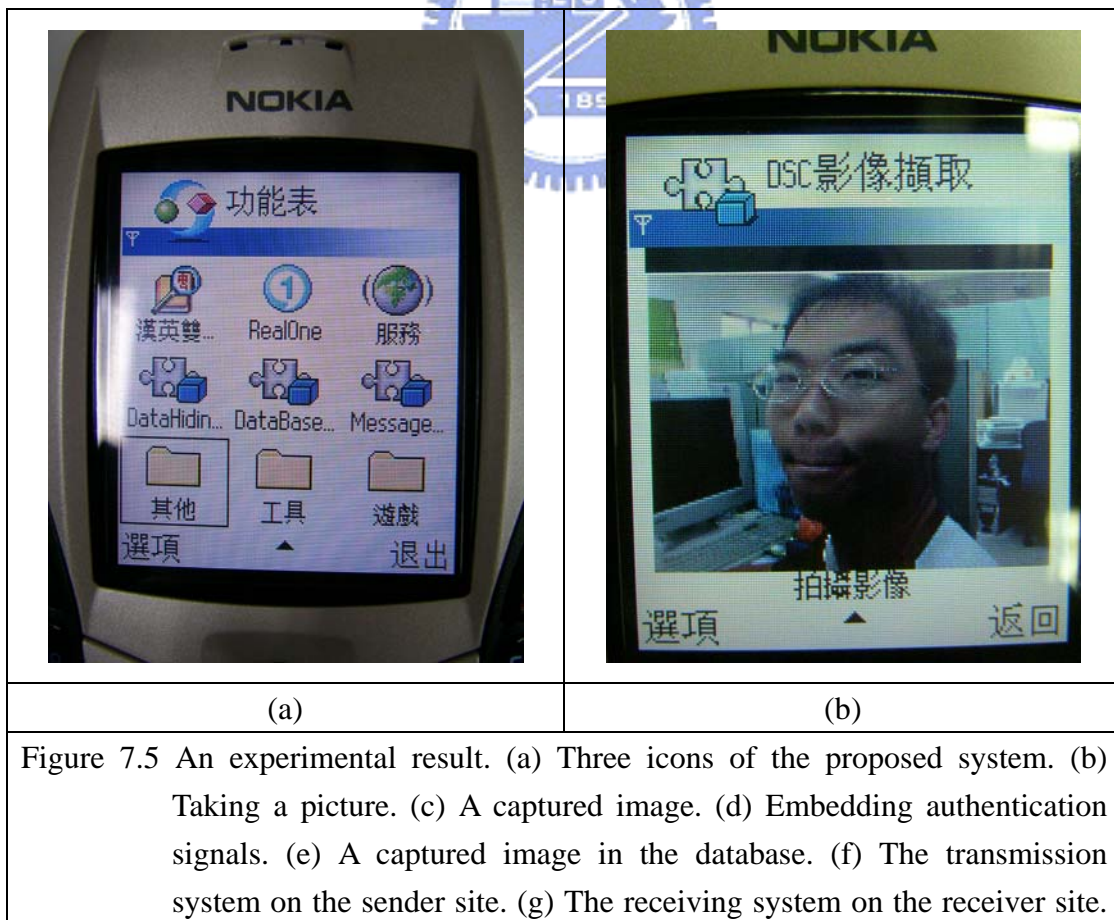 NOKIA
功能表
漢英雙...
RealOne
服務
DataHidin...
DataBase...
Message...
其他
工具
遊戲
選項
退出
NOKIA
DSC影像擷取
拍攝影像
選項
返回
189
(a)
(b)
Figure 7.5 An experimental result. (a) Three icons of the proposed system. (b)
Taking a picture. (c) A captured image. (d) Embedding authentication
signals. (e) A captured image in the database. (f) The transmission
system on the sender site. (g) The receiving system on the receiver site.